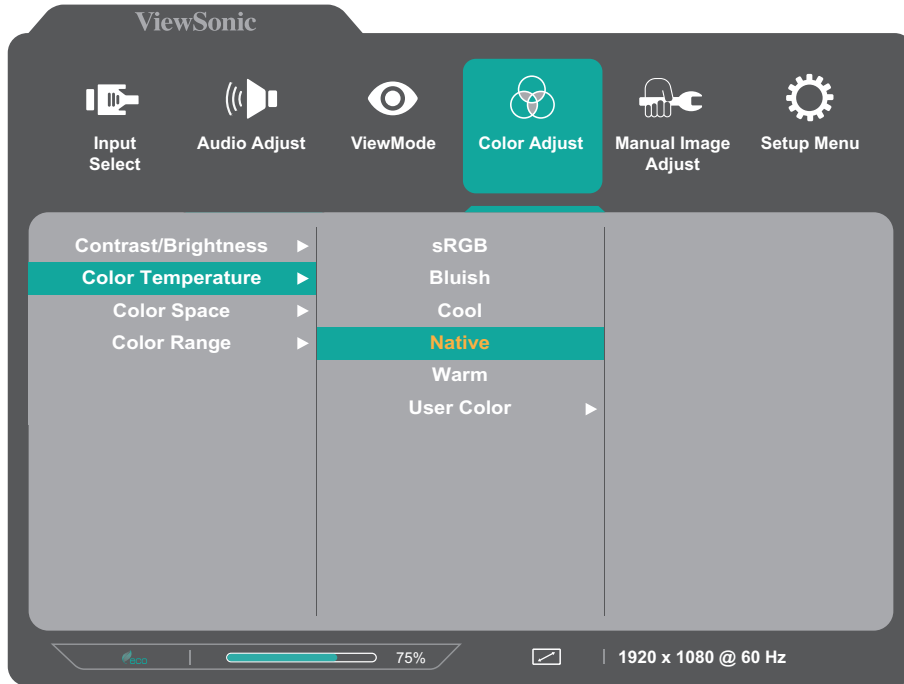 ViewSonic
Input Select
Audio Adjust
ViewMode
Color Adjust
Manual Image Adjust
Setup Menu
Contrast/Brightness
sRGB
Color Temperature
Bluish
Color Space
Cool
Color Range
Native
Warm
User Color
eco
75%
1920 x 1080 @ 60 Hz